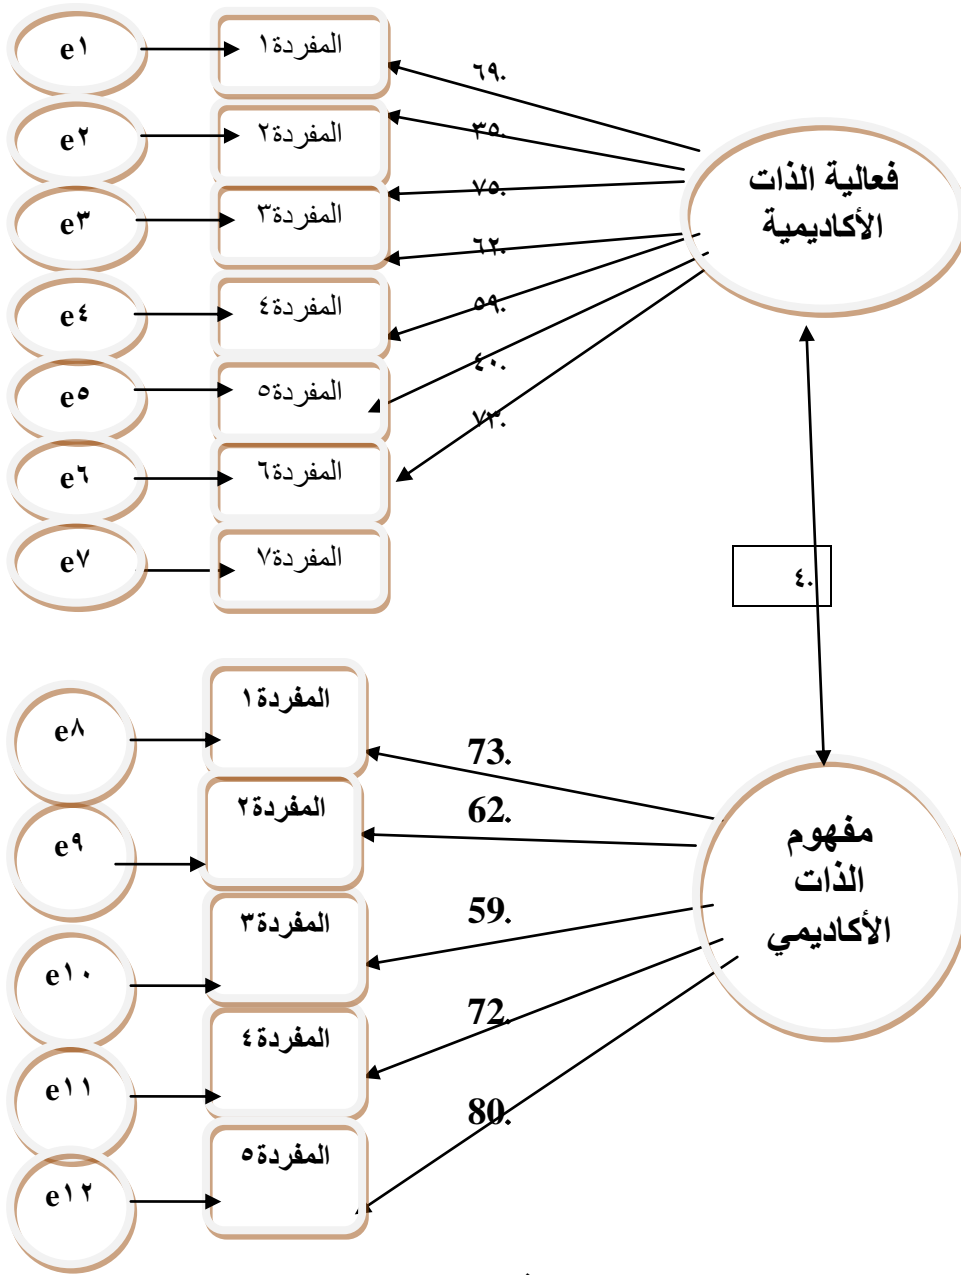 e١
المفردة١
٦٩.
e٢
المفردة٢
٣٥.
فعالية الذات
الأكاديمية
e٣
المفردة٣
٧٥.
٦٢.
e٤
المفردة٤
٥٩.
e٥
المفردة٥
٤٠.
٧٣.
e٦
المفردة٦
e٧
المفردة٧
٤.
e٨
المفردة١
73.
e٩
المفردة٢
62.
مفهوم
الذات
الأكاديمي
e١٠
المفردة٣
59.
e١١
المفردة٤
72.
e١٢
المفردة٥
80.